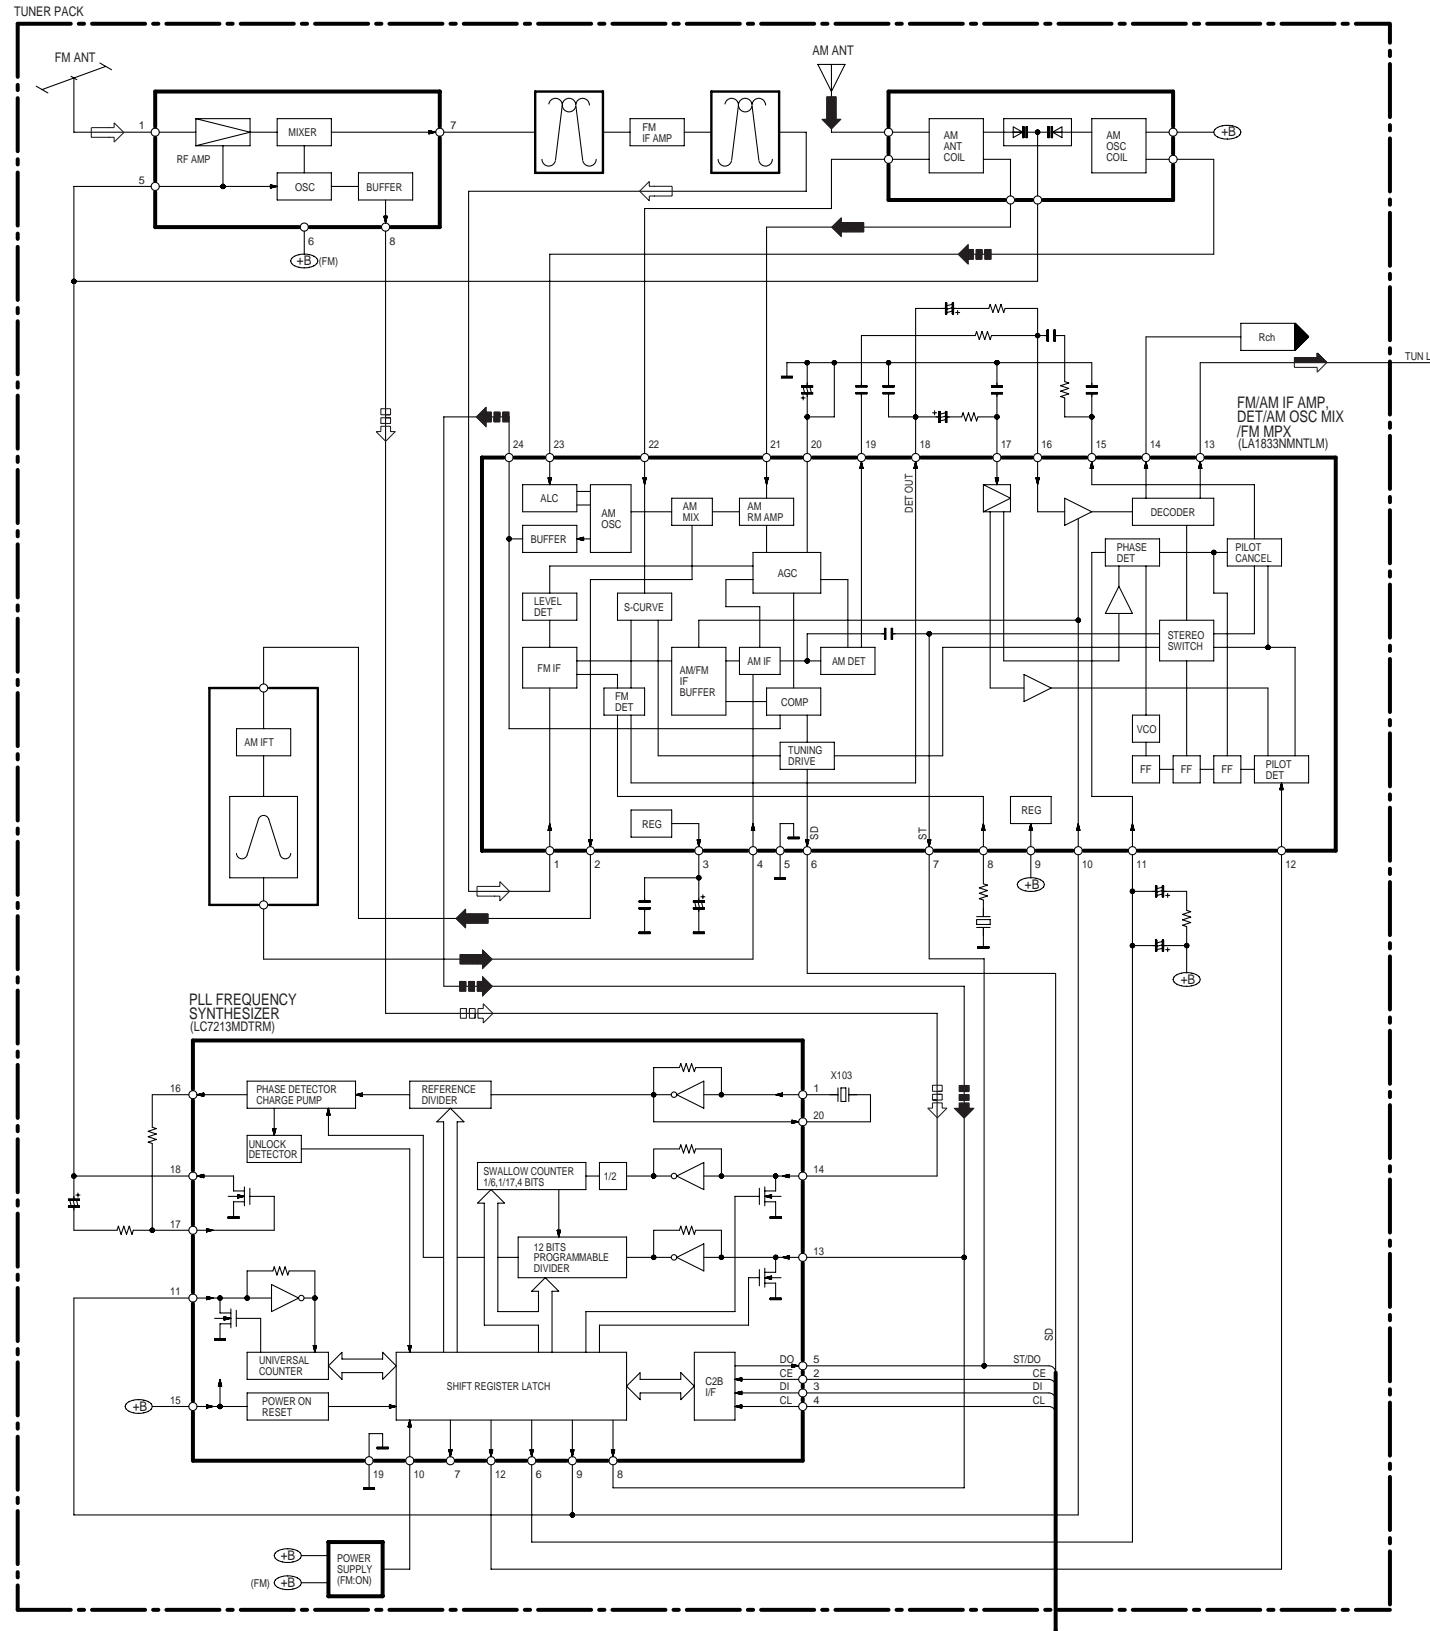 TUNER PACK
FM ANT
AM ANT
1
RF AMP
MIXER
7
5
OSC
BUFFER
6
8
+B
(FM)
FM
IF AMP
AM
ANT
COIL
AM
OSC
COIL
+B
Rch
TUN L
FM/AM IF AMP,
DET/AM OSC MIX
/FM MPX
(LA1833NMNTLM)
24
23
22
21
20
19
18
17
16
15
14
13
ALC
AM
OSC
BUFFER
AM
MIX
AM
RM AMP
DET OUT
DECODER
AGC
PHASE
DET
PILOT
CANCEL
LEVEL
DET
S-CURVE
STEREO
SWITCH
FM IF
AM/FM
IF
BUFFER
AM IF
AM DET
FM
DET
COMP
AM IFT
TUNING
DRIVE
VCO
FF
FF
FF
PILOT
DET
REG
SD
ST
REG
1
2
3
4
5
6
7
8
9
10
11
12
+B
+B
PLL FREQUENCY
SYNTHESIZER
(LC7213MDTRM)
16
PHASE DETECTOR
CHARGE PUMP
REFERENCE
DIVIDER
1
X103
20
UNLOCK
DETECTOR
18
SWALLOW COUNTER
1/6,1/17,4 BITS
1/2
14
17
12 BITS
PROGRAMMABLE
DIVIDER
13
11
UNIVERSAL
COUNTER
SHIFT REGISTER LATCH
C2B
I/F
DO
5
ST/DO
CE
2
CE
DI
3
DI
CL
4
CL
SD
+B
15
POWER ON
RESET
19
10
7
12
6
9
8
+B
(FM)
+B
POWER
SUPPLY
(FM:ON)